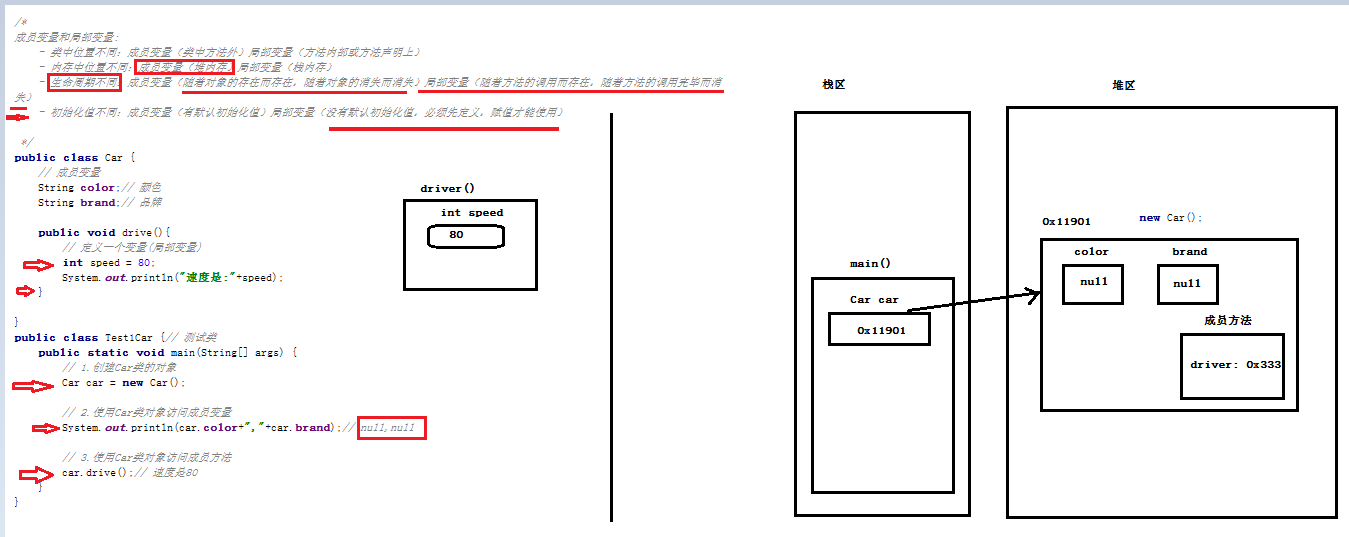 /*
成员变量和局部变量:
- 类中位置不同: 成员变量（类中方法外）局部变量（方法内部或方法声明上）
- 内存中位置不同: 成员变量（堆内存）局部变量（栈内存）
- 生命周期不同: 成员变量（随着对象的存在而存在，随着对象的消失而消失）局部变量（随着方法的调用而存在，随着方法的调用完毕而消
失）
- 初始化值不同: 成员变量（有默认初始化值）局部变量（没有默认初始化值，必须先定义，赋值才能使用）
*/
public class Car {
// 成员变量
String color;// 颜色
String brand;// 品牌
public void drive(){
// 定义一个变量(局部变量)
int speed = 80;
System.out.println("速度是:"+speed);
}
}
public class Test1Car {// 测试类
public static void main(String[] args) {
// 1.创建Car类的对象
Car car = new Car();
// 2.使用Car类对象访问成员变量
System.out.println(car.color+","+car.brand);// null,null
// 3.使用Car类对象访问成员方法
car.drive();// 速度是80
}
}
driver()
int speed
80
栈区
main()
Car car
0x11901
堆区
0x11901
new Car();
color
brand
null
null
成员方法
driver: 0x333